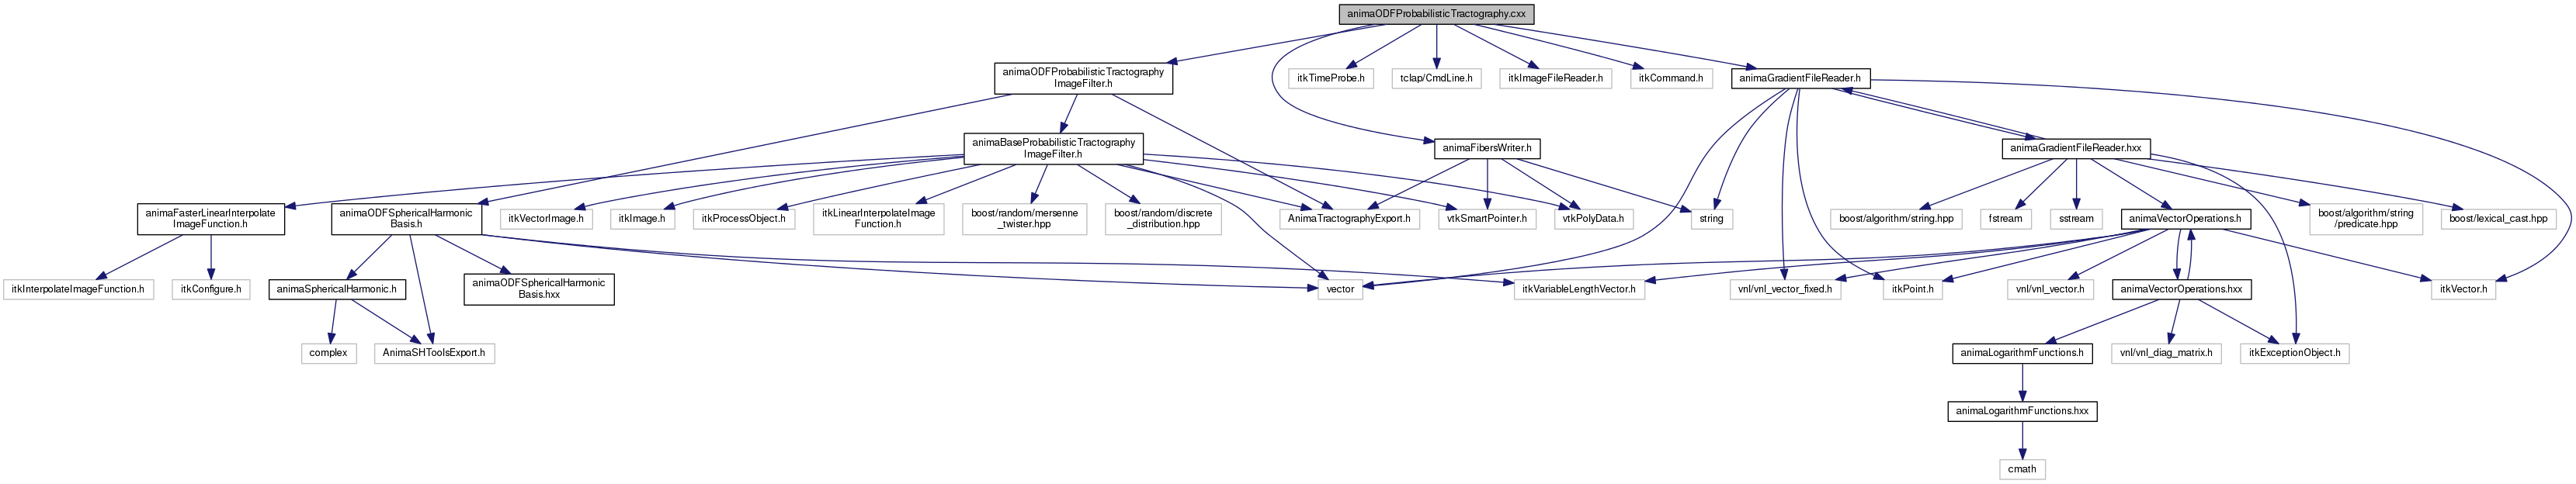 animaODFProbabilisticTractography.cxx
animaODFProbabilisticTractography
ImageFilter.h
itkTimeProbe.h
tclap/CmdLine.h
itkImageFileReader.h
itkCommand.h
animaGradientFileReader.h
animaBaseProbabilisticTractography
ImageFilter.h
animaFibersWriter.h
animaGradientFileReader.hxx
animaFasterLinearInterpolate
ImageFunction.h
animaODFSphericalHarmonic
Basis.h
itkVectorImage.h
itkImage.h
itkProcessObject.h
itkLinearInterpolateImage
Function.h
boost/random/mersenne
_twister.hpp
boost/random/discrete
_distribution.hpp
AnimaTractographyExport.h
vtkSmartPointer.h
vtkPolyData.h
string
boost/algorithm/string.hpp
fstream
sstream
animaVectorOperations.h
boost/algorithm/string
/predicate.hpp
boost/lexical_cast.hpp
itkInterpolateImageFunction.h
itkConfigure.h
animaSphericalHarmonic.h
animaODFSphericalHarmonic
Basis.hxx
vector
itkVariableLengthVector.h
vnl/vnl_vector_fixed.h
itkPoint.h
vnl/vnl_vector.h
animaVectorOperations.hxx
itkVector.h
complex
AnimaSHToolsExport.h
animaLogarithmFunctions.h
vnl/vnl_diag_matrix.h
itkExceptionObject.h
animaLogarithmFunctions.hxx
cmath